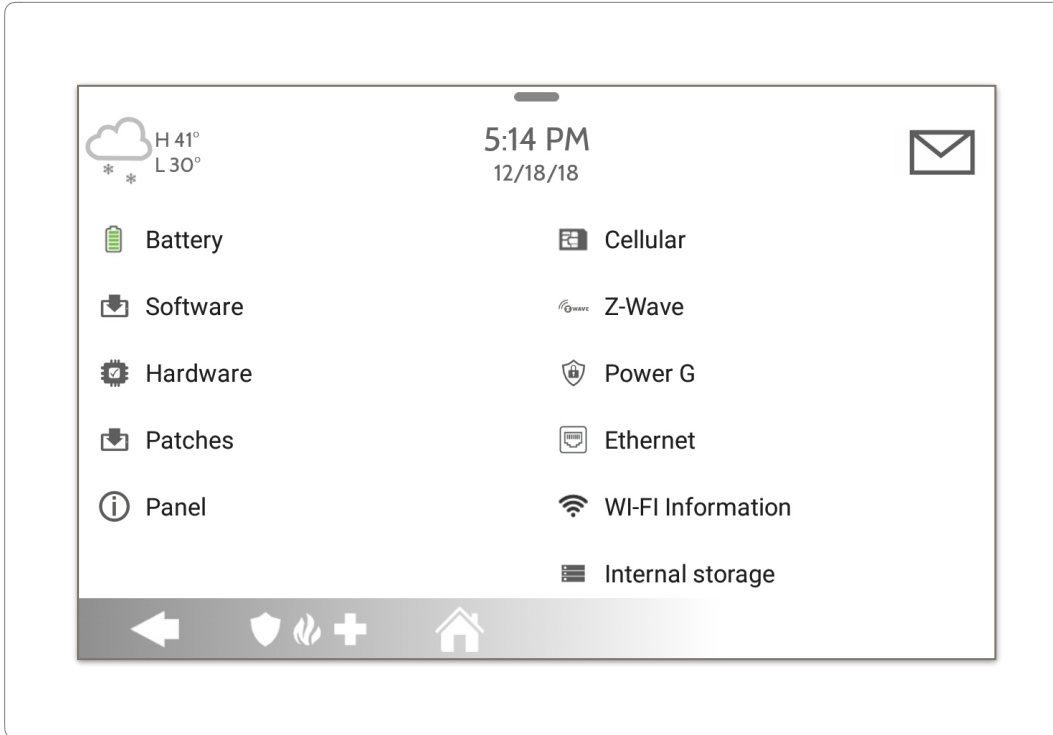 H 41°
L 30°
5:14 PM
12/18/18
Battery
Software
Hardware
Patches
Panel
Cellular
Z WAVE Z-Wave
Power G
Ethernet
WI-FI Information
Internal storage